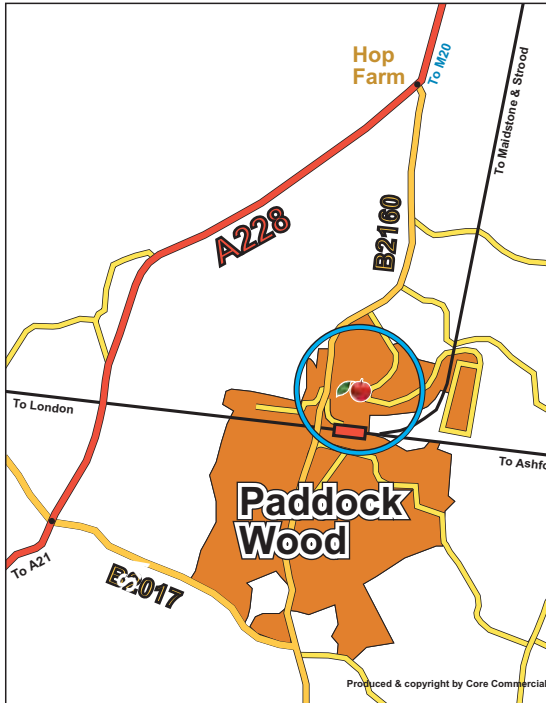 Hop
Farm
To M20
To Maidstone & Strood
A228
B2160
To London
To Ashfo
Paddock
Wood
To A21
B2017
Produced & copyright by Core Commercial